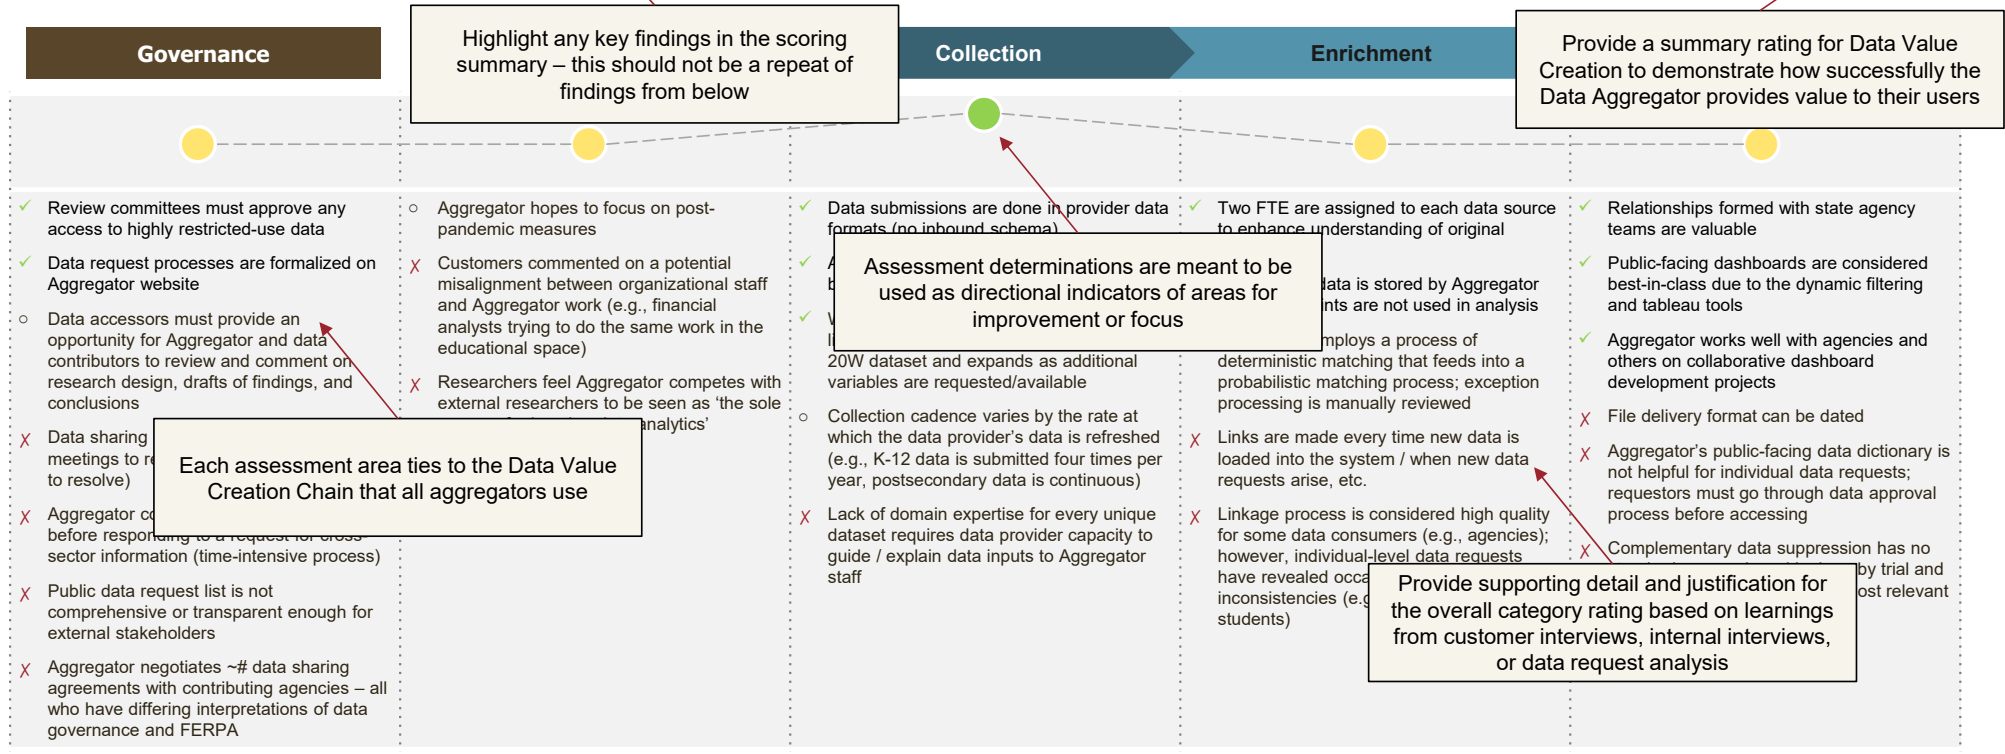 Governance
Highlight any key findings in the scoring
summary – this should not be a repeat of
findings from below
Collection
Enrichment
Provide a summary rating for Data Value
Creation to demonstrate how successfully the
Data Aggregator provides value to their users
✓ Review committees must approve any
access to highly restricted-use data
✓ Data request processes are formalized on
Aggregator website
○ Data accessors must provide an
opportunity for Aggregator and data
contributors to review and comment on
research design, drafts of findings, and
conclusions
✗ Data sharing
meetings to
to resolve)
✗ Aggregator
before responding to a request for cross-
sector information (time-intensive process)
✗ Public data request list is not
comprehensive or transparent enough for
external stakeholders
✗ Aggregator negotiates ~# data sharing
agreements with contributing agencies – all
who have differing interpretations of data
governance and FERPA
Each assessment area ties to the Data Value
Creation Chain that all aggregators use
○ Aggregator hopes to focus on post-
pandemic measures
✗ Customers commented on a potential
misalignment between organizational staff
and Aggregator work (e.g., financial
analysts trying to do the same work in the
educational space)
✗ Researchers feel Aggregator competes with
external researchers to be seen as ‘the sole
analytics’
✓ Data submissions are done in provider data
formats (no inbound schema)
✓
✓
20W dataset and expands as additional
variables are requested/available
○ Collection cadence varies by the rate at
which the data provider’s data is refreshed
(e.g., K-12 data is submitted four times per
year, postsecondary data is continuous)
✗ Lack of domain expertise for every unique
dataset requires data provider capacity to
guide / explain data inputs to Aggregator
staff
Assessment determinations are meant to be
used as directional indicators of areas for
improvement or focus
✓ Two FTE are assigned to each data source
to enhance understanding of original
data is stored by Aggregator
are not used in analysis
a process of
deterministic matching that feeds into a
probabilistic matching process; exception
processing is manually reviewed
✗ Links are made every time new data is
loaded into the system / when new data
requests arise, etc.
✗ Linkage process is considered high quality
for some data consumers (e.g., agencies);
however, individual-level data requests
have revealed
inconsistencies
students)
✓ Relationships formed with state agency
teams are valuable
✓ Public-facing dashboards are considered
best-in-class due to the dynamic filtering
and tableau tools
✓ Aggregator works well with agencies and
others on collaborative dashboard
development projects
✗ File delivery format can be dated
✗ Aggregator’s public-facing data dictionary is
not helpful for individual data requests;
requestors must go through data approval
process before accessing
✗ Complementary data suppression has no
by trial and
relevant
Provide supporting detail and justification for
the overall category rating based on learnings
from customer interviews, internal interviews,
or data request analysis